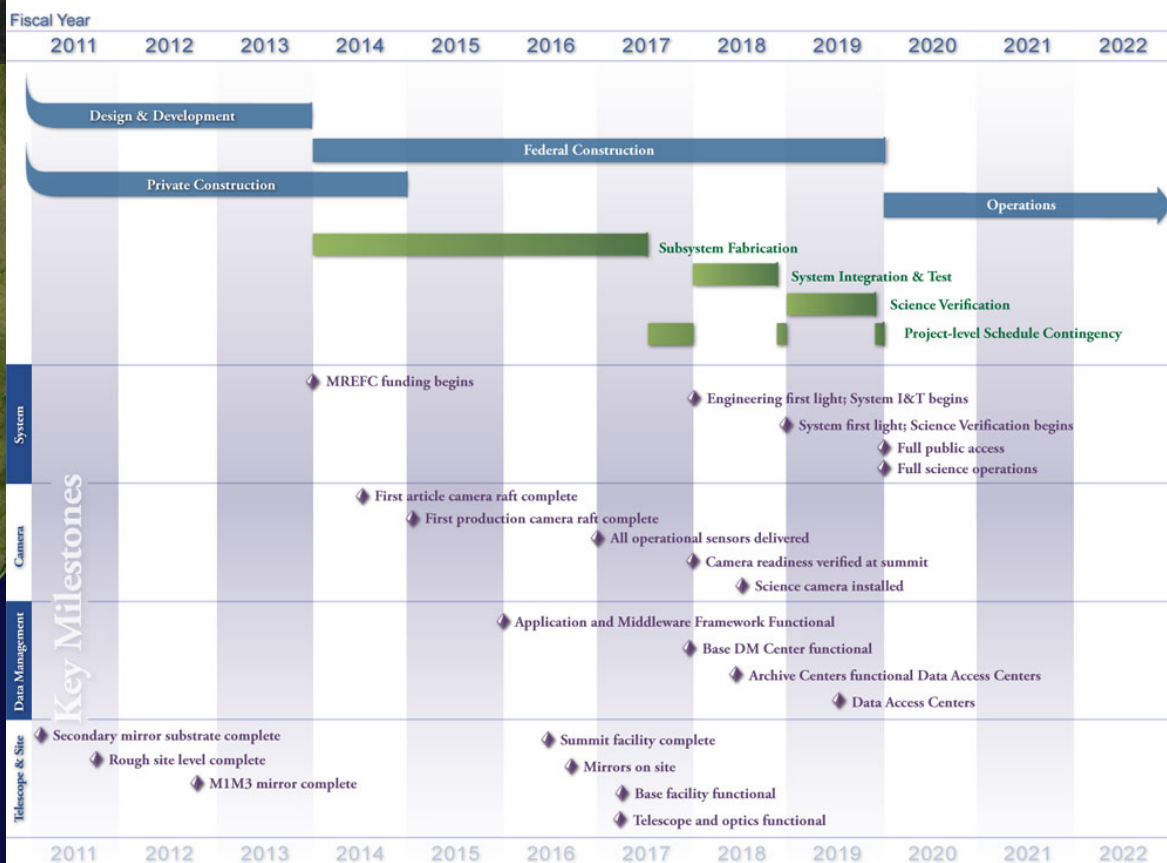 Fiscal Year
2011 2012 2013 2014 2015 2016 2017 2018 2019 2020 2021 2022
Design & Development
Federal Construction
Private Construction
Operations
Subsystem Fabrication
System Integration & Test
Science Verification
Project-level Schedule Contingency
Key Milestones
System
MREFC funding begins
Engineering first light; System I&T begins
System first light; Science Verification begins
Full public access
Full science operations
Camera
First article camera raft complete
First production camera raft complete
All operational sensors delivered
Camera readiness verified at summit
Science camera installed
Data Management
Application and Middleware Framework Functional
Base DM Center functional
Archive Centers functional Data Access Centers
Data Access Centers
Telescope & Site
Secondary mirror substrate complete
Summit facility complete
Rough site level complete
Mirrors on site
M1M3 mirror complete
Base facility functional
Telescope and optics functional
2011 2012 2013 2014 2015 2016 2017 2018 2019 2020 2021 2022